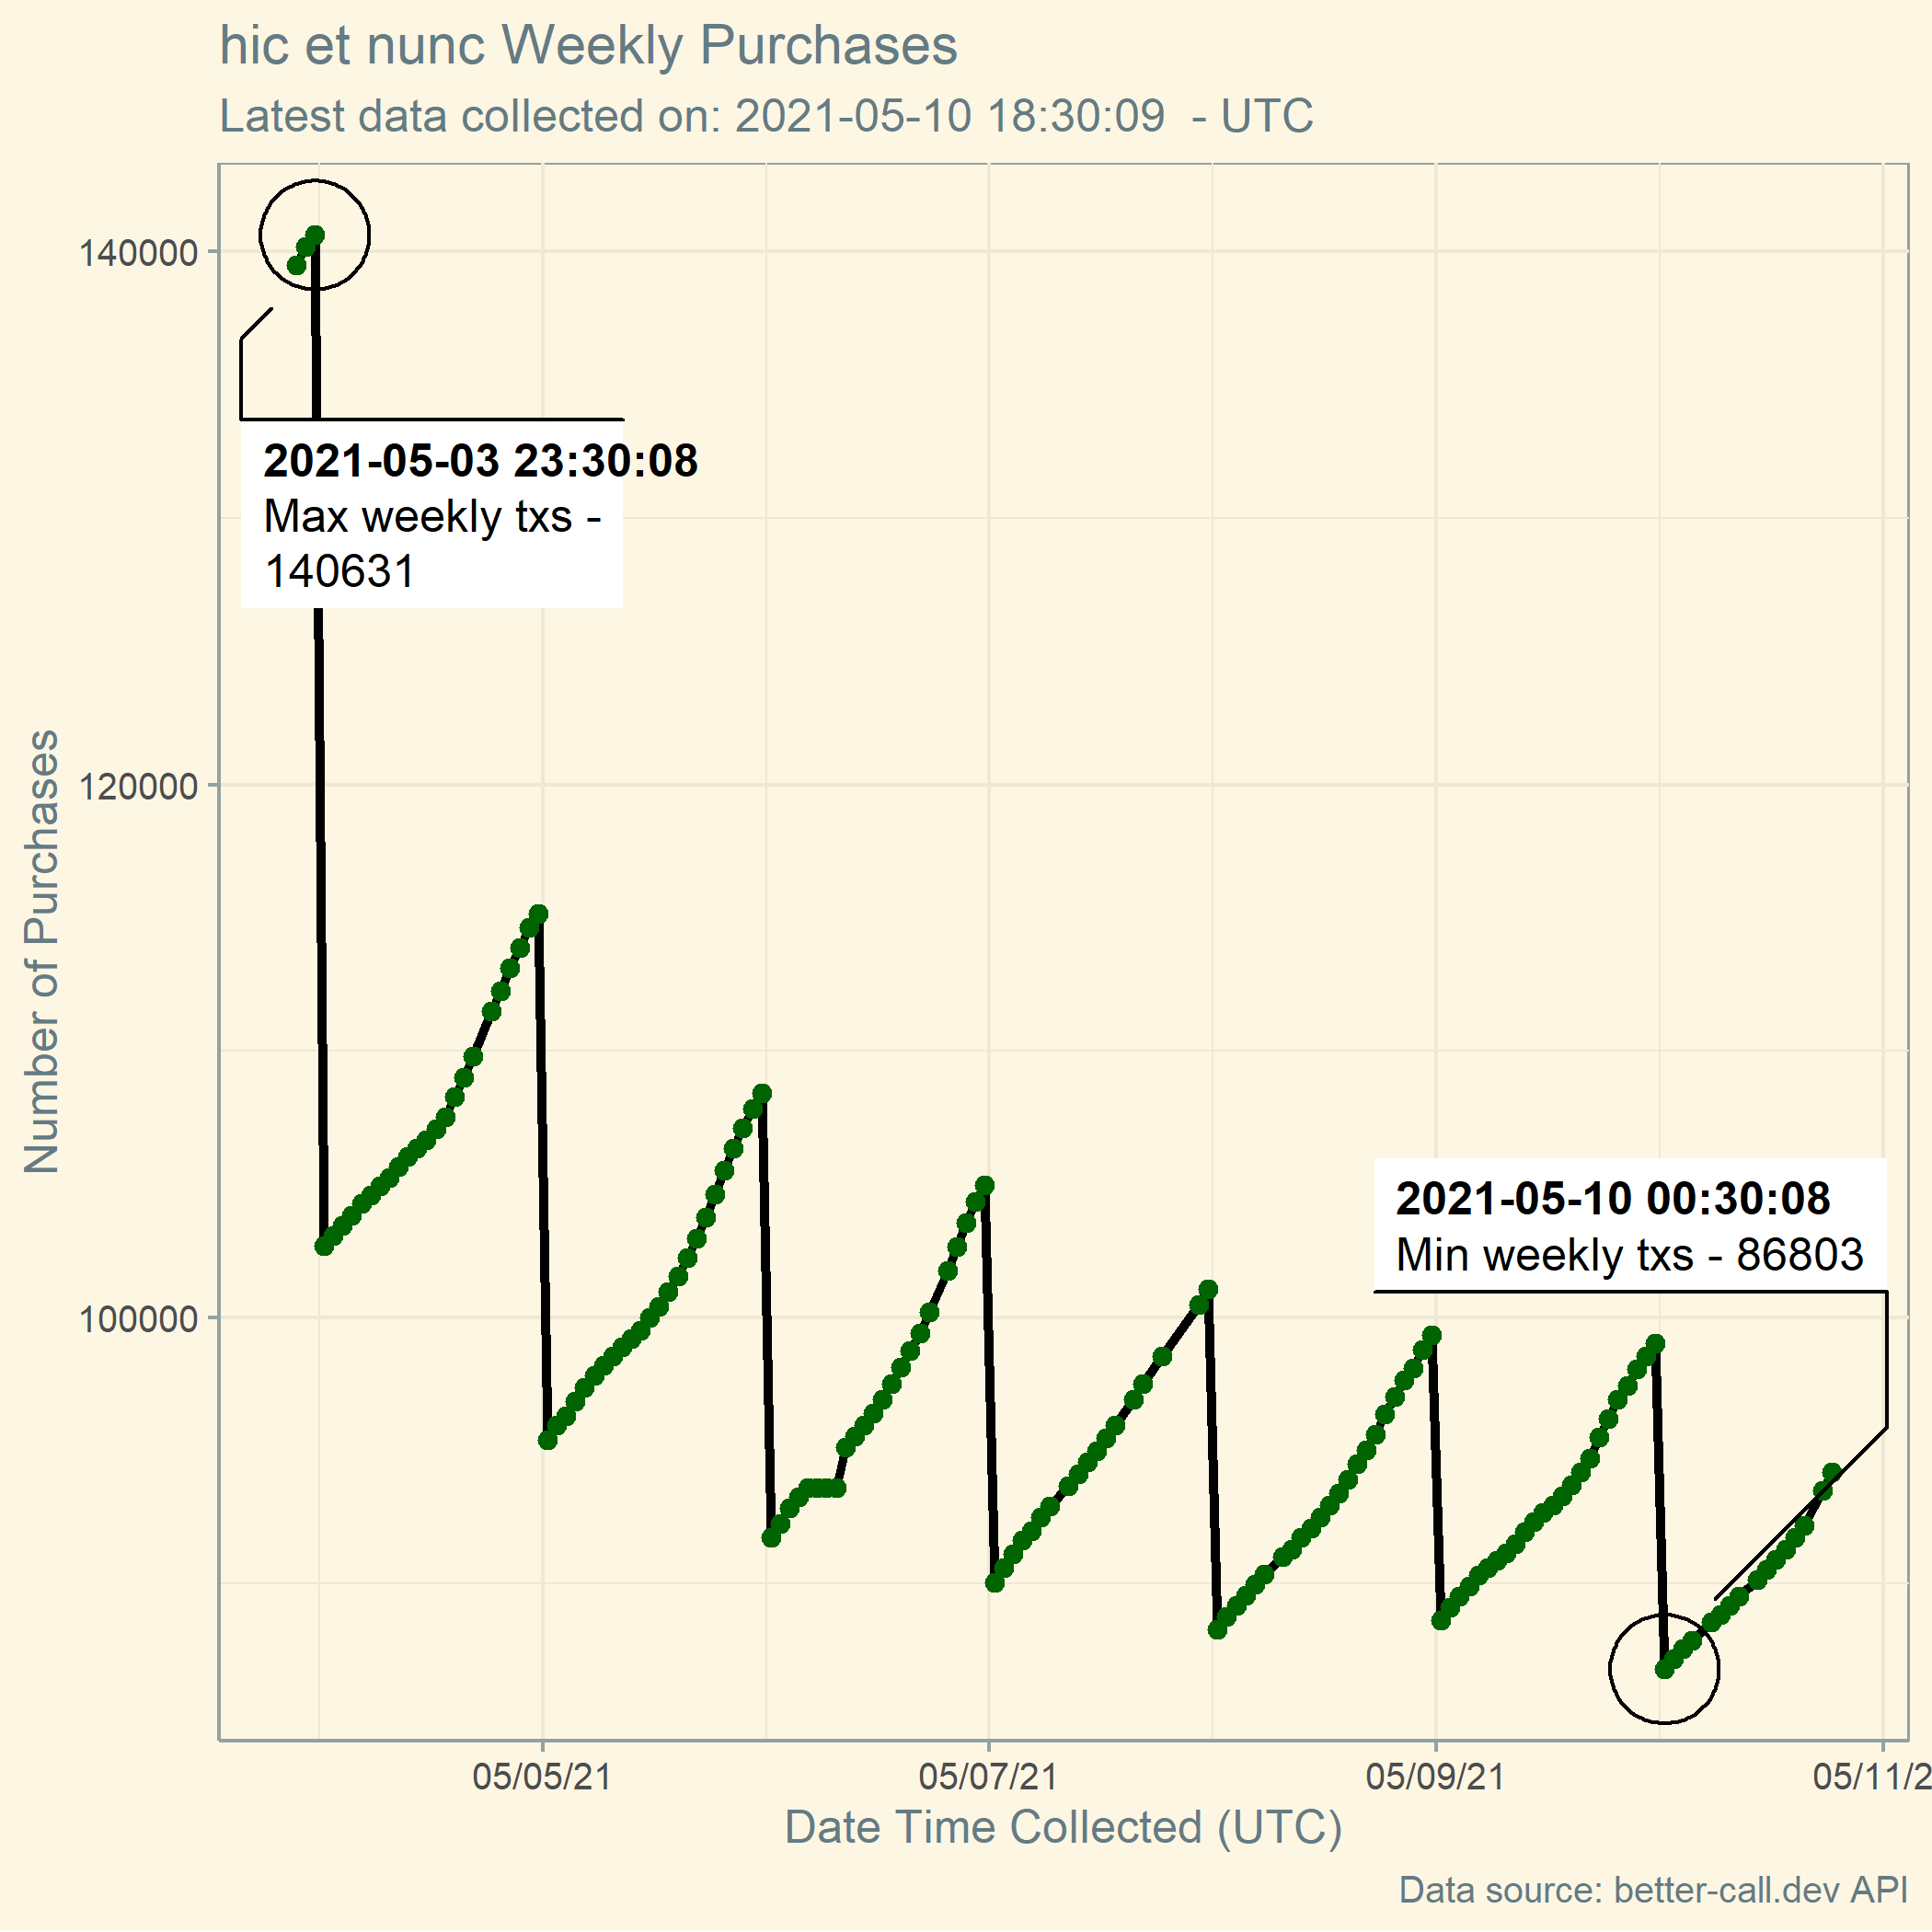 hic et nunc Weekly Purchases
Latest data collected on: 2021-05-10 18:30:09 - UTC
Number of Purchases
140000
120000
100000
2021-05-03 23:30:08
Max weekly txs -
140631
2021-05-10 00:30:08
Min weekly txs - 86803
05/05/21
05/07/21
05/09/21
05/11/2
Date Time Collected (UTC)
Data source: better-call.dev API